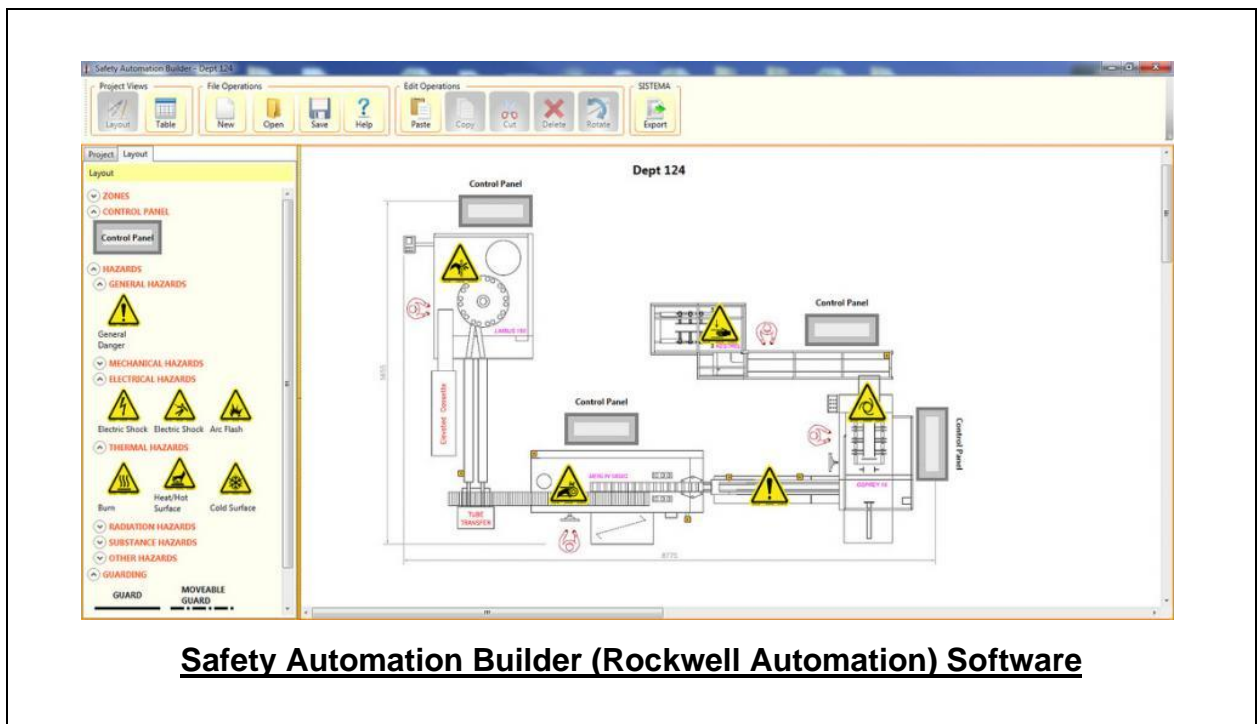 Safety Automation Builder - Dept 124
Project Views File Operations Edit Operations SISTEMA
Layout Table New Open Save Help Paste Copy Cut Delete Rotate Export
Project Layout
Layout
ZONES
CONTROL PANEL
Control Panel
HAZARDS
GENERAL HAZARDS
General
Danger
MECHANICAL HAZARDS
ELECTRICAL HAZARDS
Electric Shock Electric Shock Arc Flash
THERMAL HAZARDS
Burn Heat/Hot
Surface Cold Surface
RADIATION HAZARDS
SUBSTANCE HAZARDS
OTHER HAZARDS
GUARDING
GUARD MOVEABLE
GUARD
Dept 124
Control Panel
Control Panel
Control Panel
Control Panel
TUBE
TRANSFER
OSPREY
8770
Safety Automation Builder (Rockwell Automation) Software